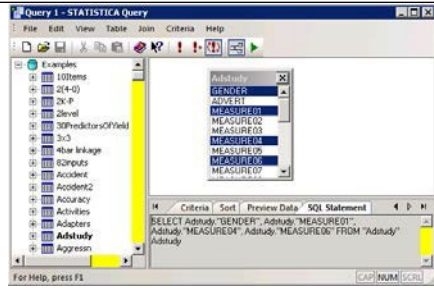 Query 1 - STATISTICA Query
File Edit View Table Join Criteria Help
Examples
10Items
2(4-0)
2K-P
2level
30PredictorsOfYield
3x3
4bar linkage
82inputs
Accident
Accident2
Accuracy
Activities
Adapters
Adstudy
Aggressn
Adstudy
GENDER
ADVERT
MEASURE01
MEASURE02
MEASURE03
MEASURE04
MEASURE05
MEASURE06
MEASURE07
Criteria Sort Preview Data SQL Statement
SELECT Adstudy."GENDER", Adstudy."MEASURE01",
Adstudy."MEASURE04", Adstudy."MEASURE06" FROM "Adstudy"
Adstudy
For Help, press F1
CAP NUM SCRL